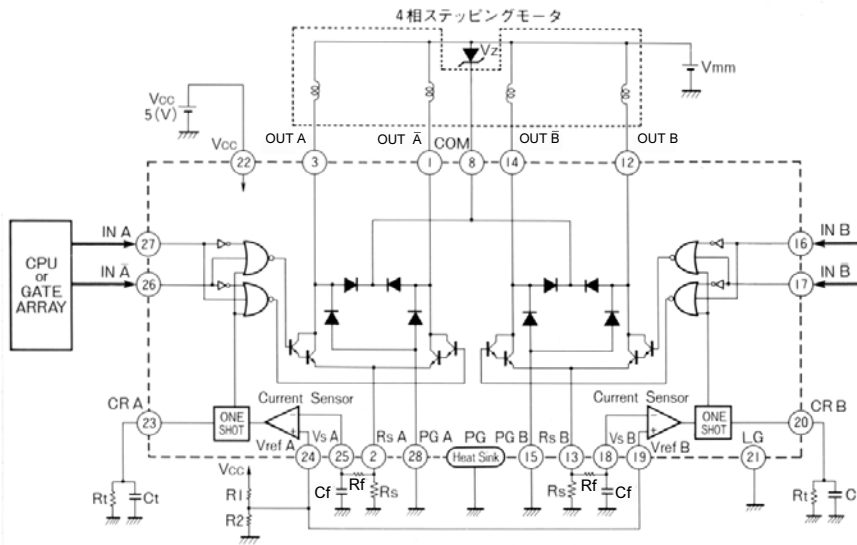 4相ステッピングモータ
Vz
Vmm
Vcc
5(V)
OUT A
OUT Ā
COM
OUT B̄
OUT B
Vcc
22
3
1
8
14
12
CPU
or
GATE
ARRAY
IN A
27
IN Ā
26
IN B
16
IN B̄
17
CR A
23
ONE
SHOT
Current Sensor
Vref A
24
Vs A
25
Rs A
2
PG A
28
PG
Heat Sink
PG B
15
Rs B
13
Vs B
18
Vref B
19
Current Sensor
ONE
SHOT
L.G
21
CR B
20
Rt
Ct
Vcc
R1
R2
Cf
Rf
Rs
Rs
Rf
Cf
Rt
C